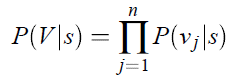 P(V|s) = ∏_{j=1}^{n} P(v_j|s)